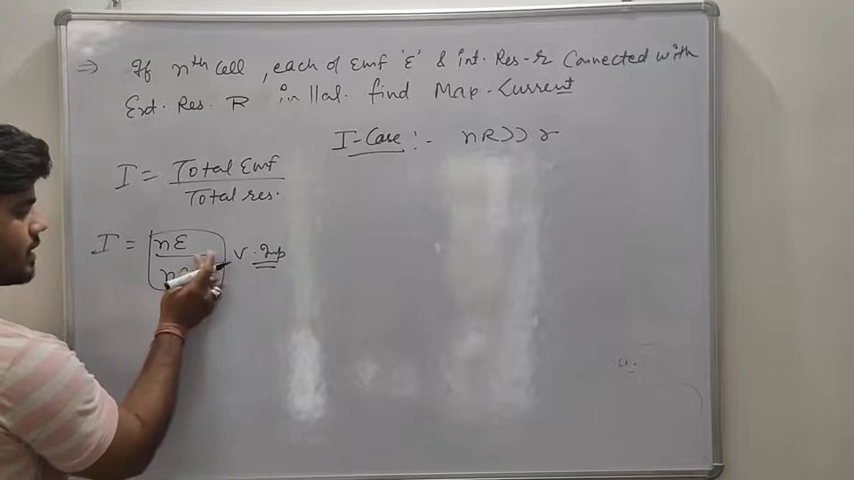 ⇒ If nth cell, each of Emf 'ε' & int. Res - r Connected with
Ext. Res. R in llal. find Max. Current
I-Case :- nR>>r
I = Total Emf / Total res.
I = nε v. Imp